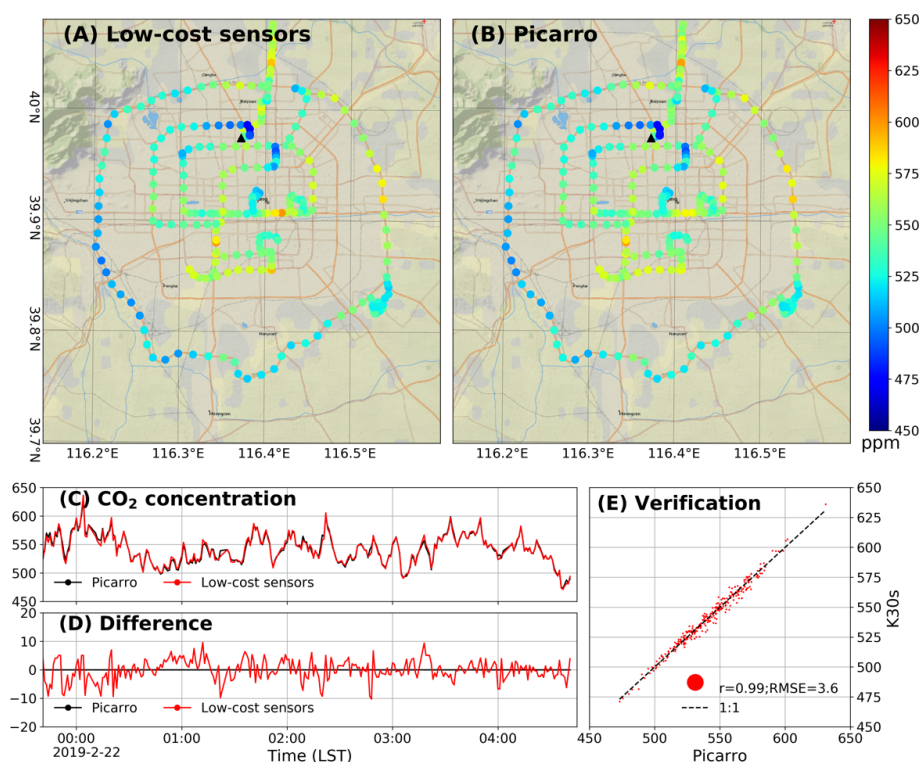 (A) Low-cost sensors
(B) Picarro
650
625
600
575
550
525
500
475
450
ppm
40°N
39.9°N
39.8°N
39.7°N
116.2°E
116.3°E
116.4°E
116.5°E
116.2°E
116.3°E
116.4°E
116.5°E
(C) CO₂ concentration
650
600
550
500
450
Picarro
Low-cost sensors
(D) Difference
20
10
0
−10
−20
Picarro
Low-cost sensors
00:00
01:00
02:00
03:00
04:00
2019-2-22
Time (LST)
(E) Verification
650
625
600
575
550
525
500
475
450
K30s
r=0.99;RMSE=3.6
1:1
450
500
550
600
650
Picarro